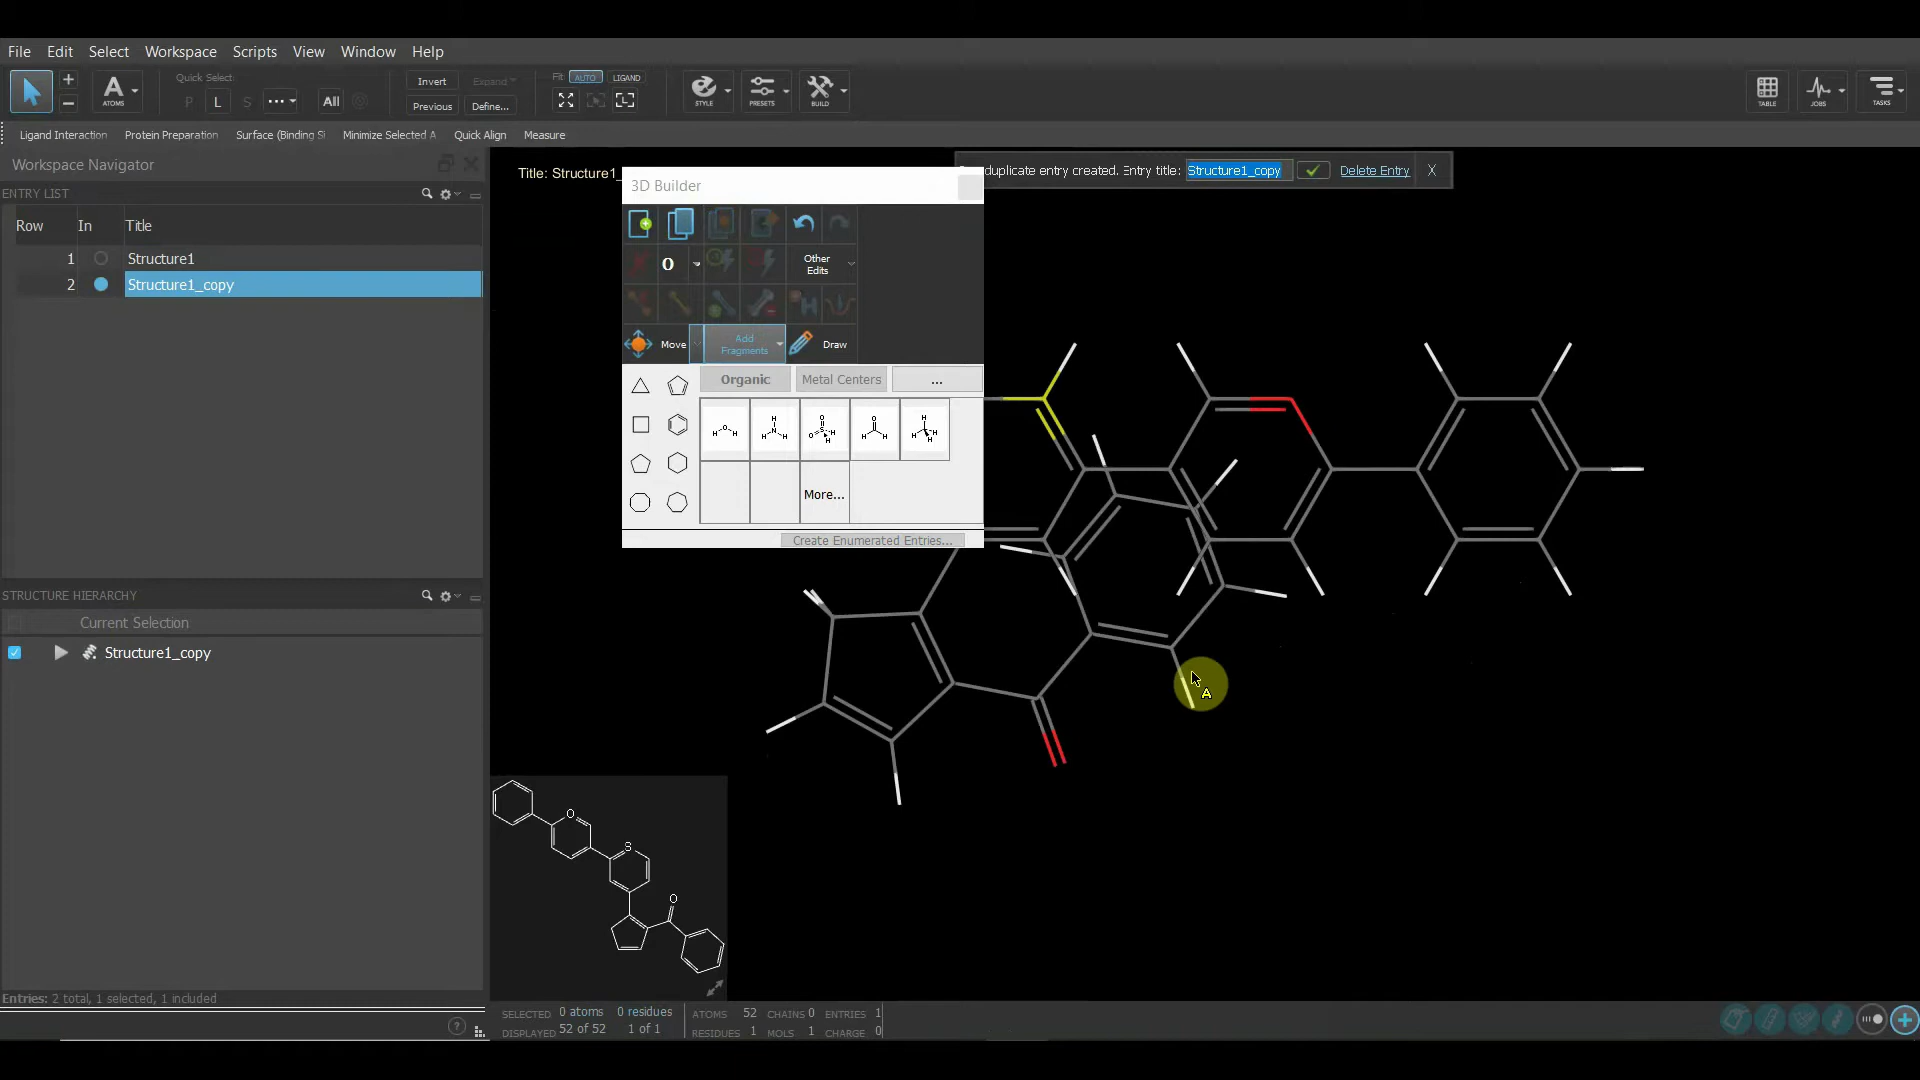 File Edit Select Workspace Scripts View Window Help
Quick Select
Invert
Expand
Fit: AUTO LIGAND
ATOMS
P L S ... All
Previous Define...
L
STYLE PRESETS BUILD
TABLE JOBS TASKS
Ligand Interaction Protein Preparation Surface (Binding Si Minimize Selected A Quick Align Measure
Workspace Navigator
ENTRY LIST
Row In Title
1 Structure1
2 Structure1_copy
Title: Structure1_
duplicate entry created. Entry title: Structure1_copy Delete Entry X
3D Builder
O
Other
Edits
Move
Add
Fragments
Draw
Organic Metal Centers ...
More...
Create Enumerated Entries...
A
STRUCTURE HIERARCHY
Current Selection
Structure1_copy
O
S
O
Entries: 2 total, 1 selected, 1 included
?
SELECTED 0 atoms 0 residues ATOMS 52 CHAINS 0 ENTRIES 1
DISPLAYED 52 of 52 1 of 1 RESIDUES 1 MOLS 1 CHARGE 0